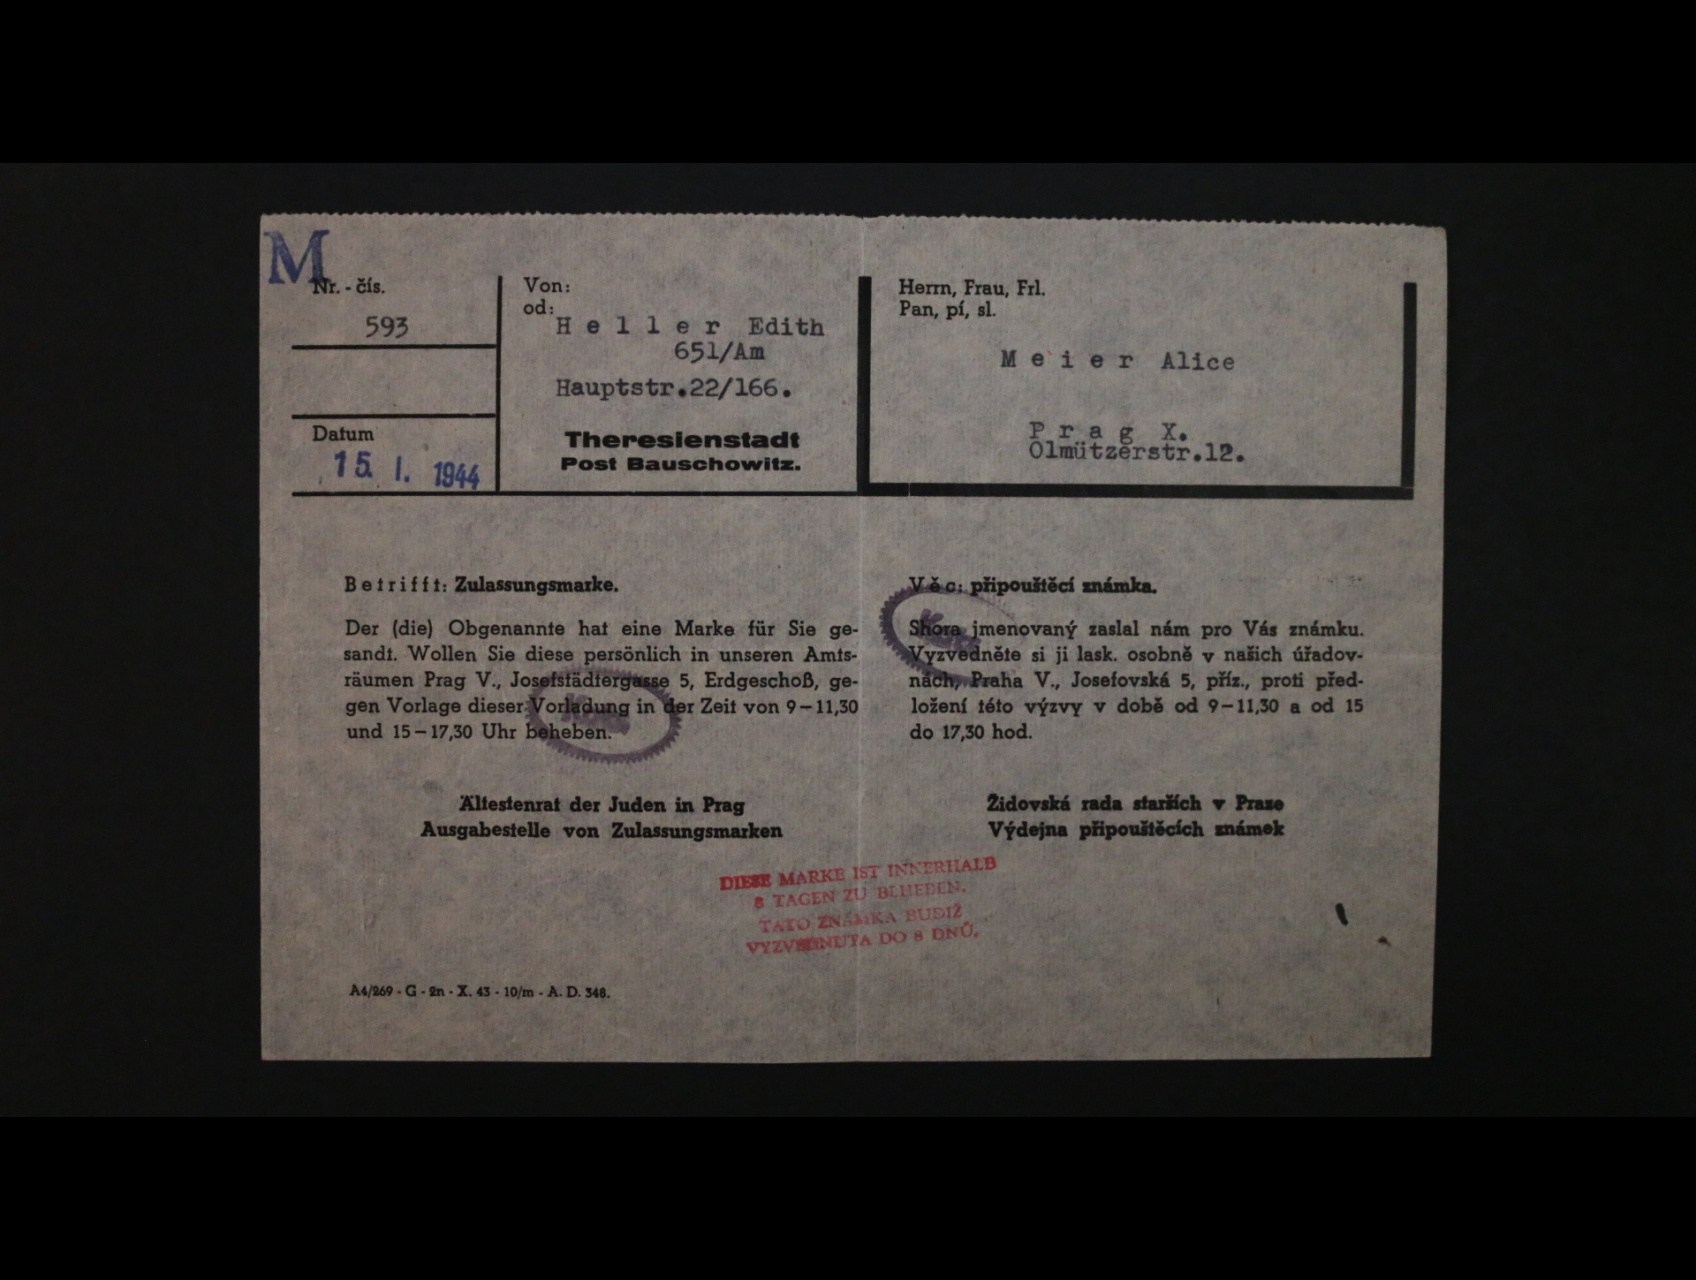 M
Nr. - čís.
593
Datum
15. I. 1944
Von:
od:
Heller Edith
651/Am
Hauptstr.22/166.
Theresienstadt
Post Bauschowitz.
Herrn, Frau, Frl.
Pan, pí, sl.
Meier Alice
Prag X.
Olmützerstr.12.
Betrifft: Zulassungsmarke.
Der (die) Obgenannte hat eine Marke für Sie ge-
sandt. Wollen Sie diese persönlich in unseren Amts-
räumen Prag V., Josefstädtergasse 5, Erdgeschoß, ge-
gen Vorlage dieser Vorladung in der Zeit von 9–11,30
und 15–17,30 Uhr beheben.
Ältestenrat der Juden in Prag
Ausgabestelle von Zulassungsmarken
Věc: připouštěcí známka.
Shora jmenovaný zaslal nám pro Vás známku.
Vyzvedněte si ji lask. osobně v našich úřadov-
nách, Praha V., Josefovská 5, příz., proti před-
ložení této výzvy v době od 9–11,30 a od 15
do 17,30 hod.
Židovská rada starších v Praze
Výdejna připouštěcích známek
DIESE MARKE IST INNERHALB
8 TAGEN ZU BEHEBEN.
TATO ZNÁMKA BUDIŽ
VYZVEDNUTA DO 8 DNŮ.
A4/269 - G - 2n - X. 43 - 10/m - A. D. 348.